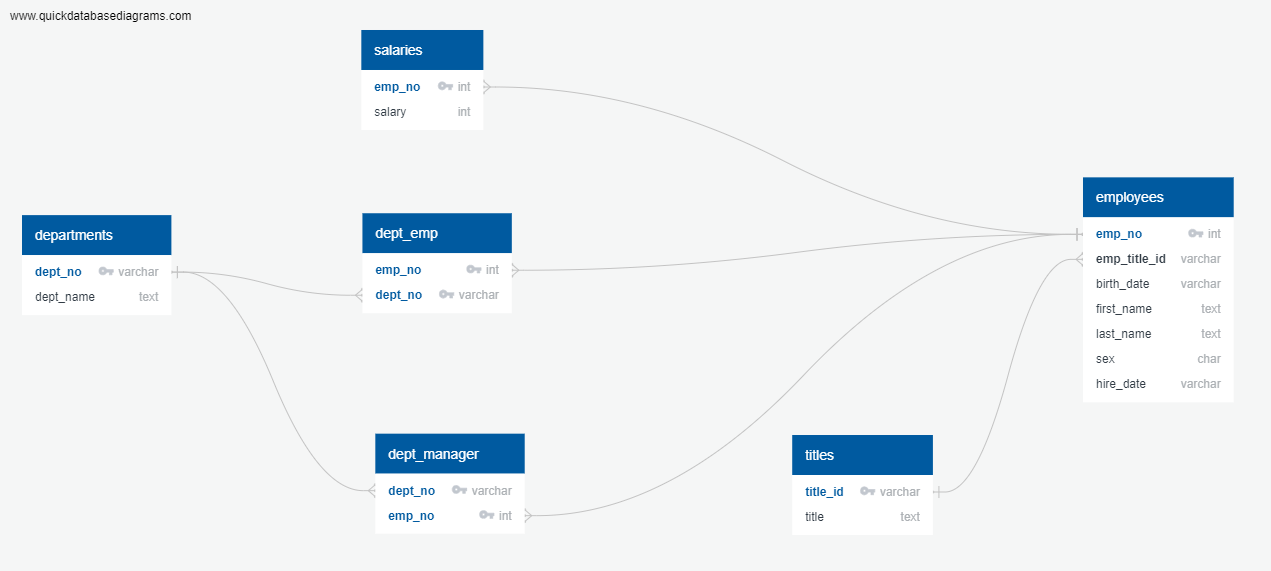 www.quickdatabasediagrams.com
salaries
emp_no int
salary int
departments
dept_no varchar
dept_name text
dept_emp
emp_no int
dept_no varchar
employees
emp_no int
emp_title_id varchar
birth_date varchar
first_name text
last_name text
sex char
hire_date varchar
dept_manager
dept_no varchar
emp_no int
titles
title_id varchar
title text